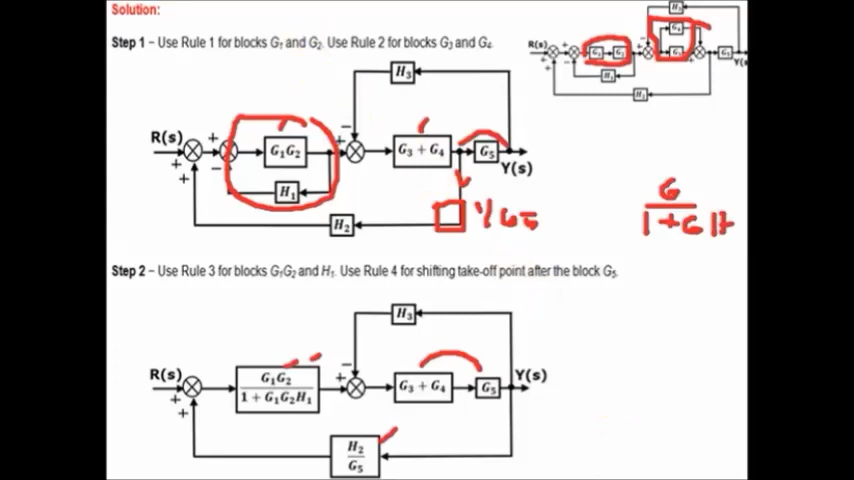 Solution:
Step 1 – Use Rule 1 for blocks G₁ and G₂. Use Rule 2 for blocks G₃ and G₄.
R(s)
Y(s)
H₃
R(s)
+
−
G₁G₂
+
−
G₃ + G₄
G₅
Y(s)
+
+
H₁
H₂
1/G5
G
1+GH
Step 2 – Use Rule 3 for blocks G₁G₂ and H₁. Use Rule 4 for shifting take-off point after the block G₅.
H₃
R(s)
+
+
G₁G₂
1 + G₁G₂H₁
+
−
G₃ + G₄
G₅
Y(s)
H₂
G₅